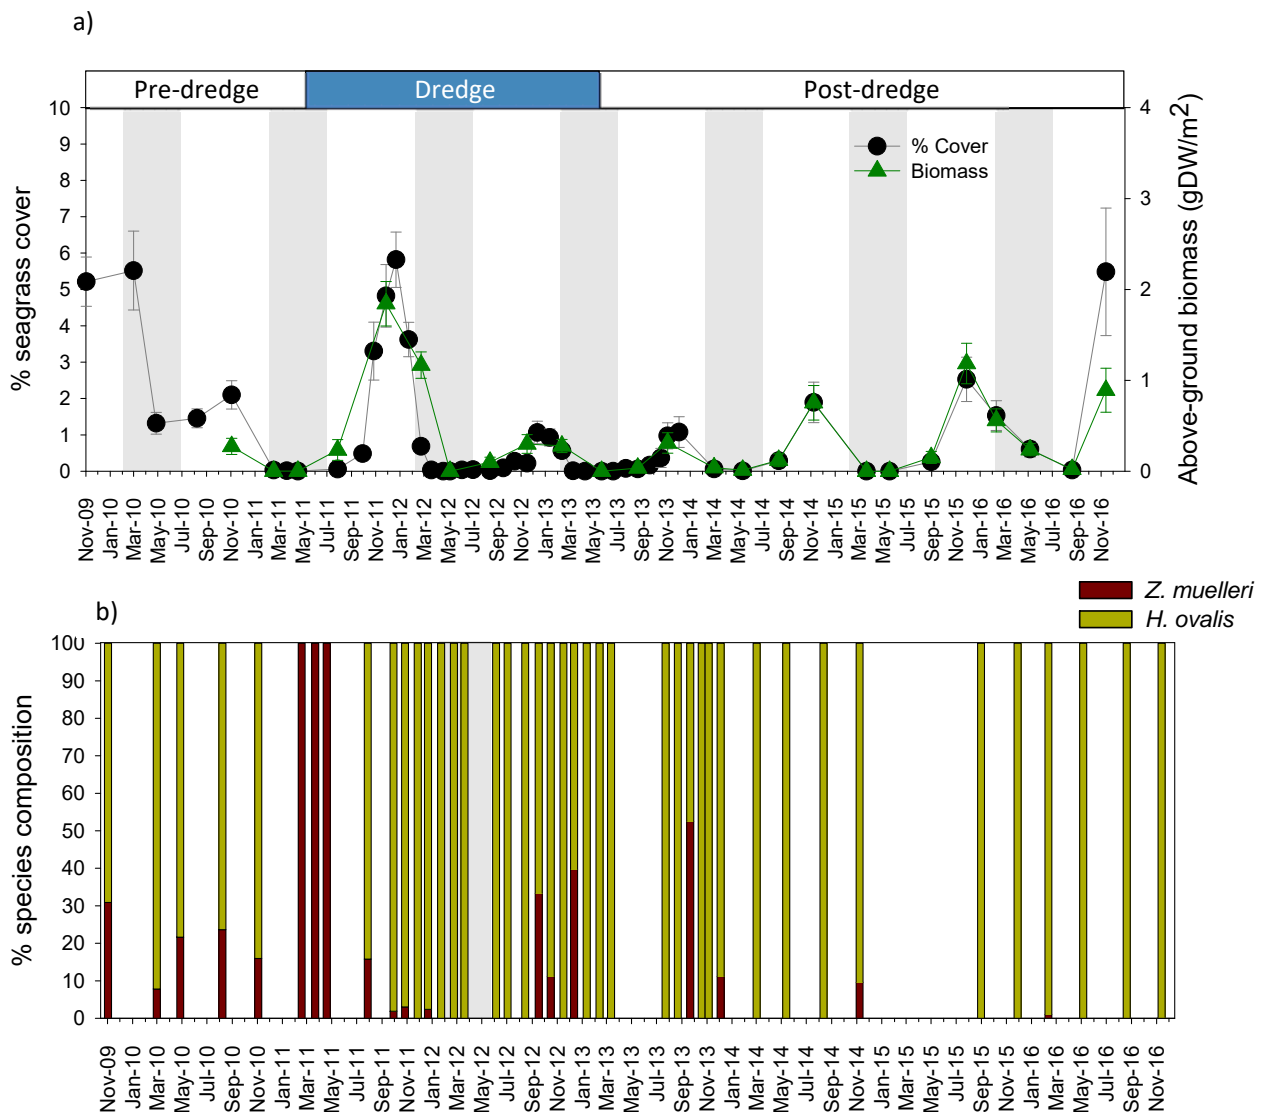 a)
Pre-dredge Dredge Post-dredge
10
9
8
7
6
5
4
3
2
1
0
% seagrass cover
4
3
2
1
0
Above-ground biomass (gDW/m2)
% Cover
Biomass
Nov-09 Jan-10 Mar-10 May-10 Jul-10 Sep-10 Nov-10 Jan-11 Mar-11 May-11 Jul-11 Sep-11 Nov-11 Jan-12 Mar-12 May-12 Jul-12 Sep-12 Nov-12 Jan-13 Mar-13 May-13 Jul-13 Sep-13 Nov-13 Jan-14 Mar-14 May-14 Jul-14 Sep-14 Nov-14 Jan-15 Mar-15 May-15 Jul-15 Sep-15 Nov-15 Jan-16 Mar-16 May-16 Jul-16 Sep-16 Nov-16
Z. muelleri
H. ovalis
b)
100
90
80
70
60
50
40
30
20
10
0
% species composition
Nov-09 Jan-10 Mar-10 May-10 Jul-10 Sep-10 Nov-10 Jan-11 Mar-11 May-11 Jul-11 Sep-11 Nov-11 Jan-12 Mar-12 May-12 Jul-12 Sep-12 Nov-12 Jan-13 Mar-13 May-13 Jul-13 Sep-13 Nov-13 Jan-14 Mar-14 May-14 Jul-14 Sep-14 Nov-14 Jan-15 Mar-15 May-15 Jul-15 Sep-15 Nov-15 Jan-16 Mar-16 May-16 Jul-16 Sep-16 Nov-16